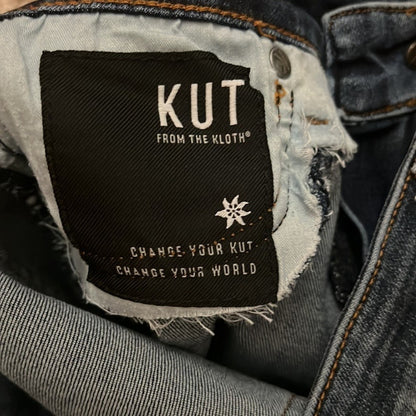 KUT
FROM THE KLOTH®
CHANGE YOUR KUT
CHANGE YOUR WORLD